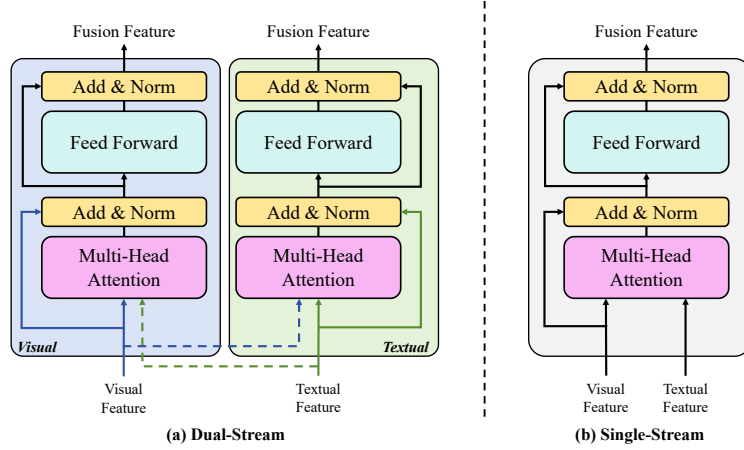 Fusion Feature
Add & Norm
Feed Forward
Add & Norm
Multi-Head
Attention
Visual
Visual
Feature
Fusion Feature
Add & Norm
Feed Forward
Add & Norm
Multi-Head
Attention
Textual
Textual
Feature
(a) Dual-Stream
Fusion Feature
Add & Norm
Feed Forward
Add & Norm
Multi-Head
Attention
Visual
Feature
Textual
Feature
(b) Single-Stream